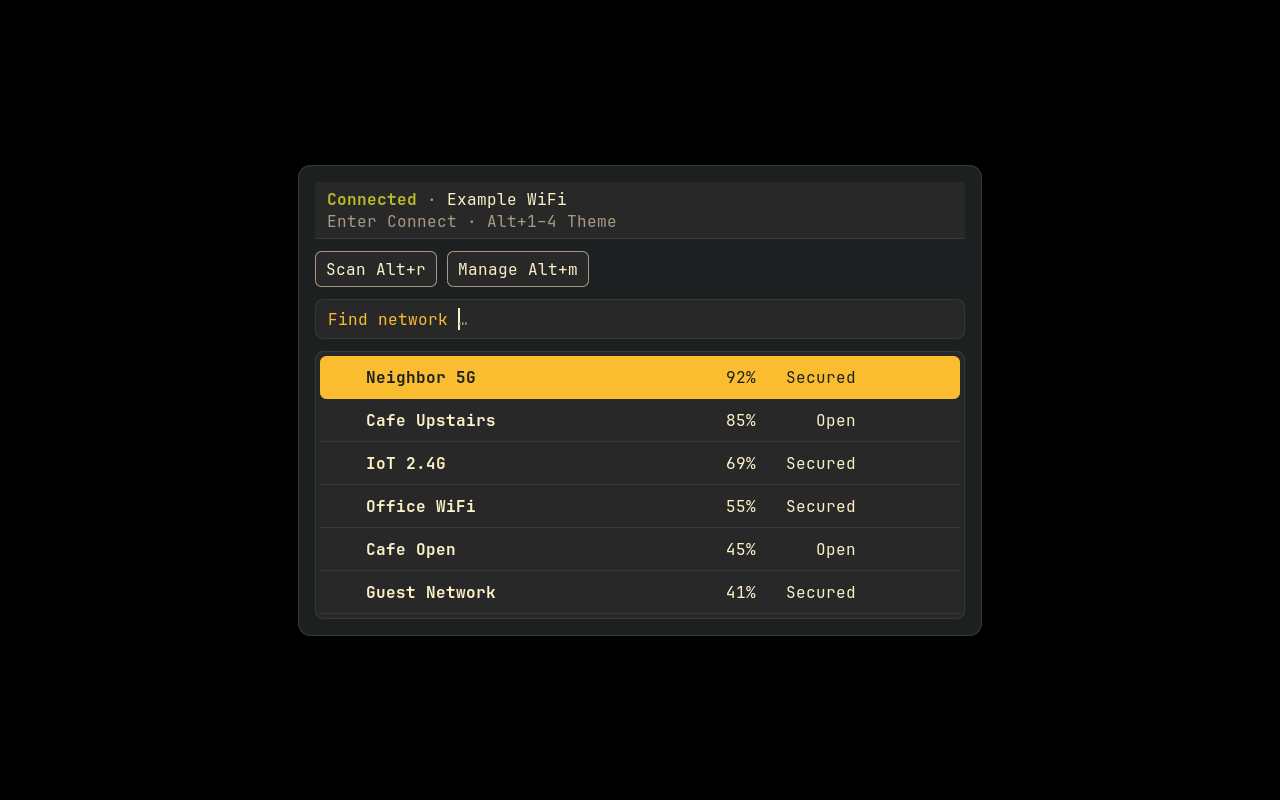 Connected · Example WiFi
Enter Connect · Alt+1–4 Theme
Scan Alt+r Manage Alt+m
Find network …
Neighbor 5G 92% Secured
Cafe Upstairs 85% Open
IoT 2.4G 69% Secured
Office WiFi 55% Secured
Cafe Open 45% Open
Guest Network 41% Secured